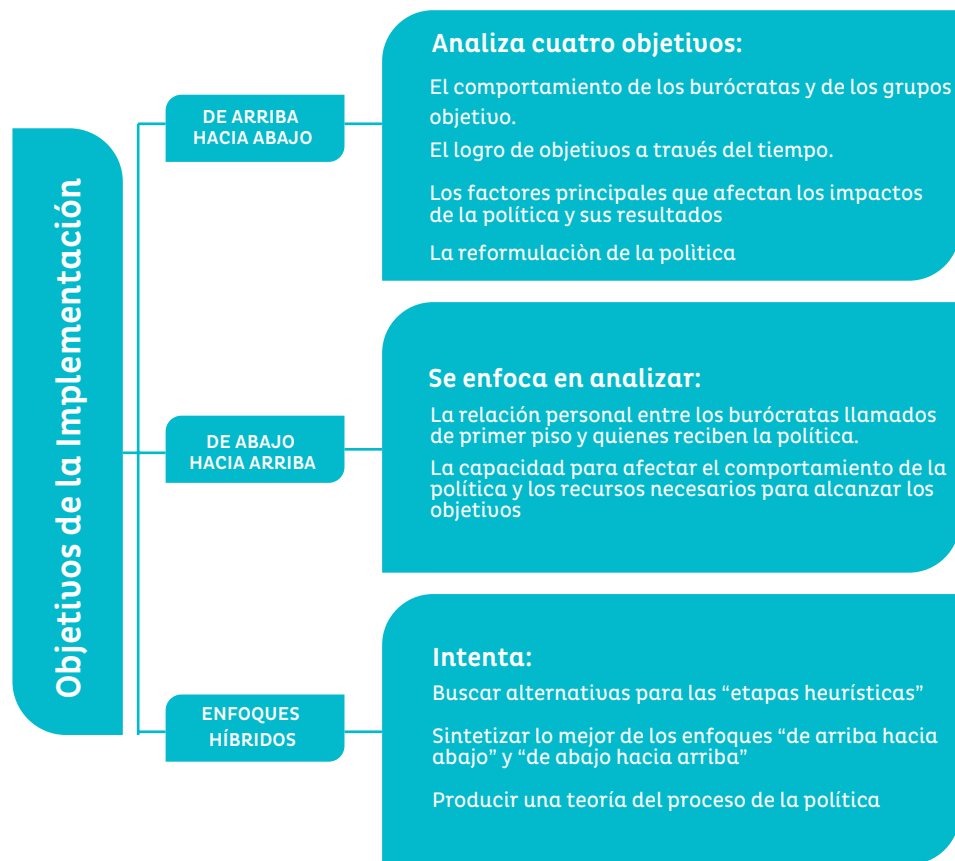 Objetivos de la Implementación
DE ARRIBA
HACIA ABAJO
Analiza cuatro objetivos:
El comportamiento de los burócratas y de los grupos
objetivo.
El logro de objetivos a través del tiempo.
Los factores principales que afectan los impactos
de la política y sus resultados
La reformulaciòn de la polìtica
DE ABAJO
HACIA ARRIBA
Se enfoca en analizar:
La relación personal entre los burócratas llamados
de primer piso y quienes reciben la política.
La capacidad para afectar el comportamiento de la
política y los recursos necesarios para alcanzar los
objetivos
ENFOQUES
HÍBRIDOS
Intenta:
Buscar alternativas para las “etapas heurísticas”
Sintetizar lo mejor de los enfoques “de arriba hacia
abajo” y “de abajo hacia arriba”
Producir una teoría del proceso de la política